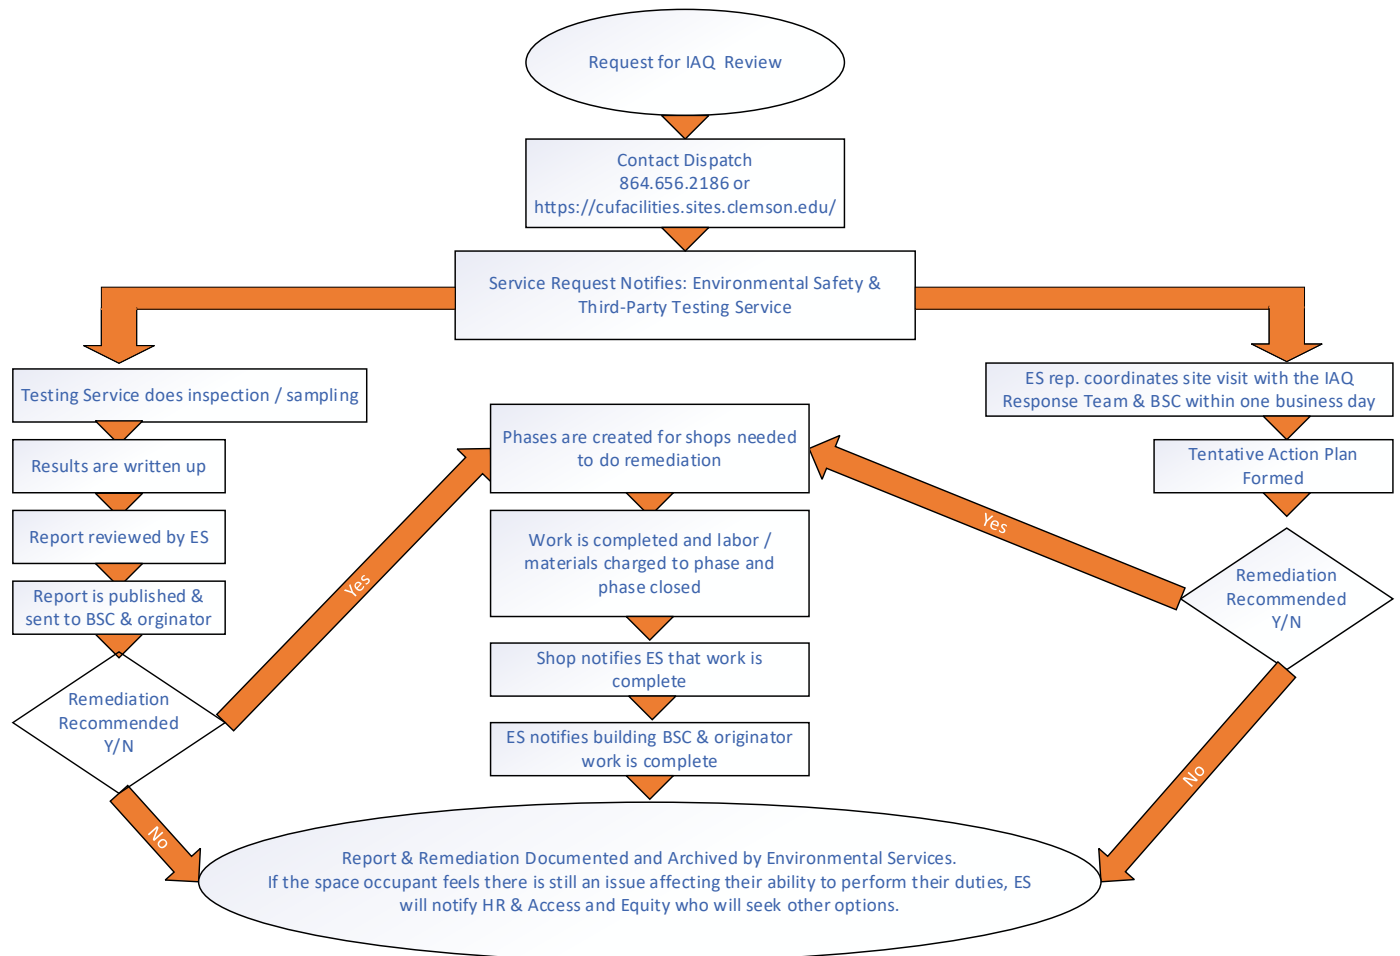 Request for IAQ Review
Contact Dispatch
864.656.2186 or
https://cufacilities.sites.clemson.edu/
Service Request Notifies: Environmental Safety &
Third-Party Testing Service
Testing Service does inspection / sampling
Results are written up
Report reviewed by ES
Report is published &
sent to BSC & orginator
Remediation
Recommended
Y/N
Yes
No
ES rep. coordinates site visit with the IAQ
Response Team & BSC within one business day
Tentative Action Plan
Formed
Remediation
Recommended
Y/N
Yes
No
Phases are created for shops needed
to do remediation
Work is completed and labor /
materials charged to phase and
phase closed
Shop notifies ES that work is
complete
ES notifies building BSC & originator
work is complete
Report & Remediation Documented and Archived by Environmental Services.
If the space occupant feels there is still an issue affecting their ability to perform their duties, ES
will notify HR & Access and Equity who will seek other options.